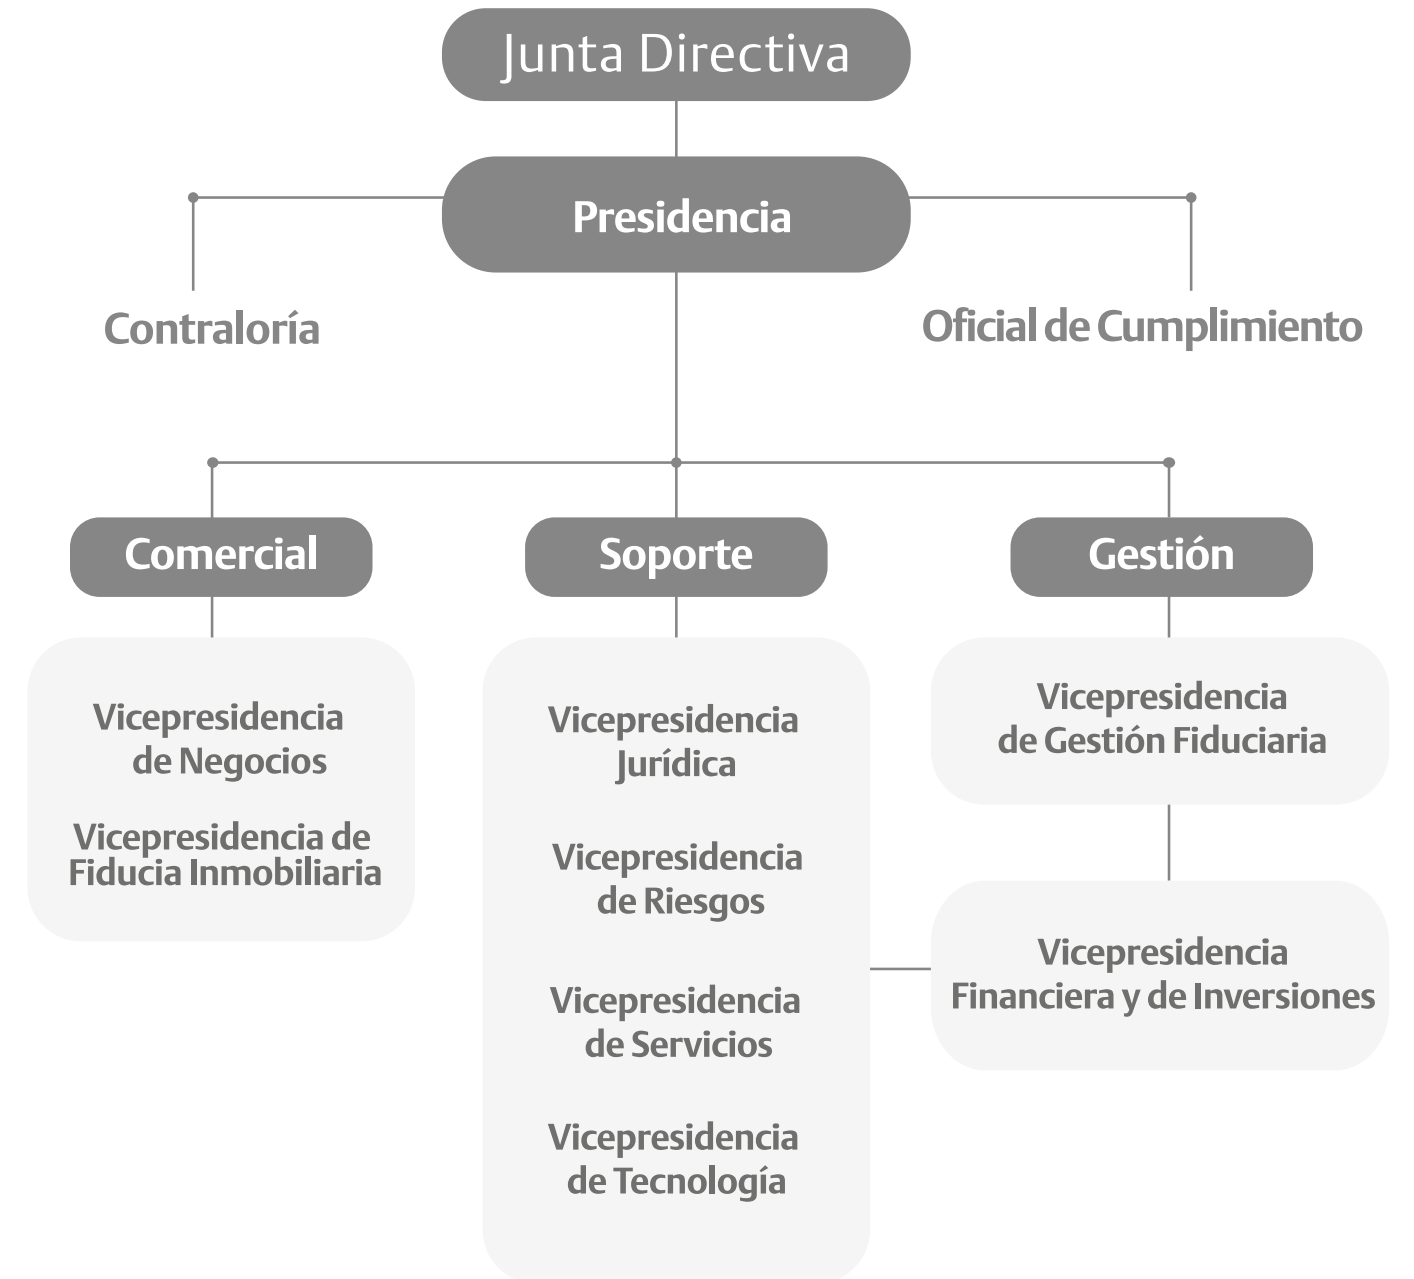 Junta Directiva
Presidencia
Contraloría
Oficial de Cumplimiento
Comercial
Soporte
Gestión
Vicepresidencia
de Negocios
Vicepresidencia de
Fiducia Inmobiliaria
Vicepresidencia
Jurídica
Vicepresidencia
de Riesgos
Vicepresidencia
de Servicios
Vicepresidencia
de Tecnología
Vicepresidencia
de Gestión Fiduciaria
Vicepresidencia
Financiera y de Inversiones